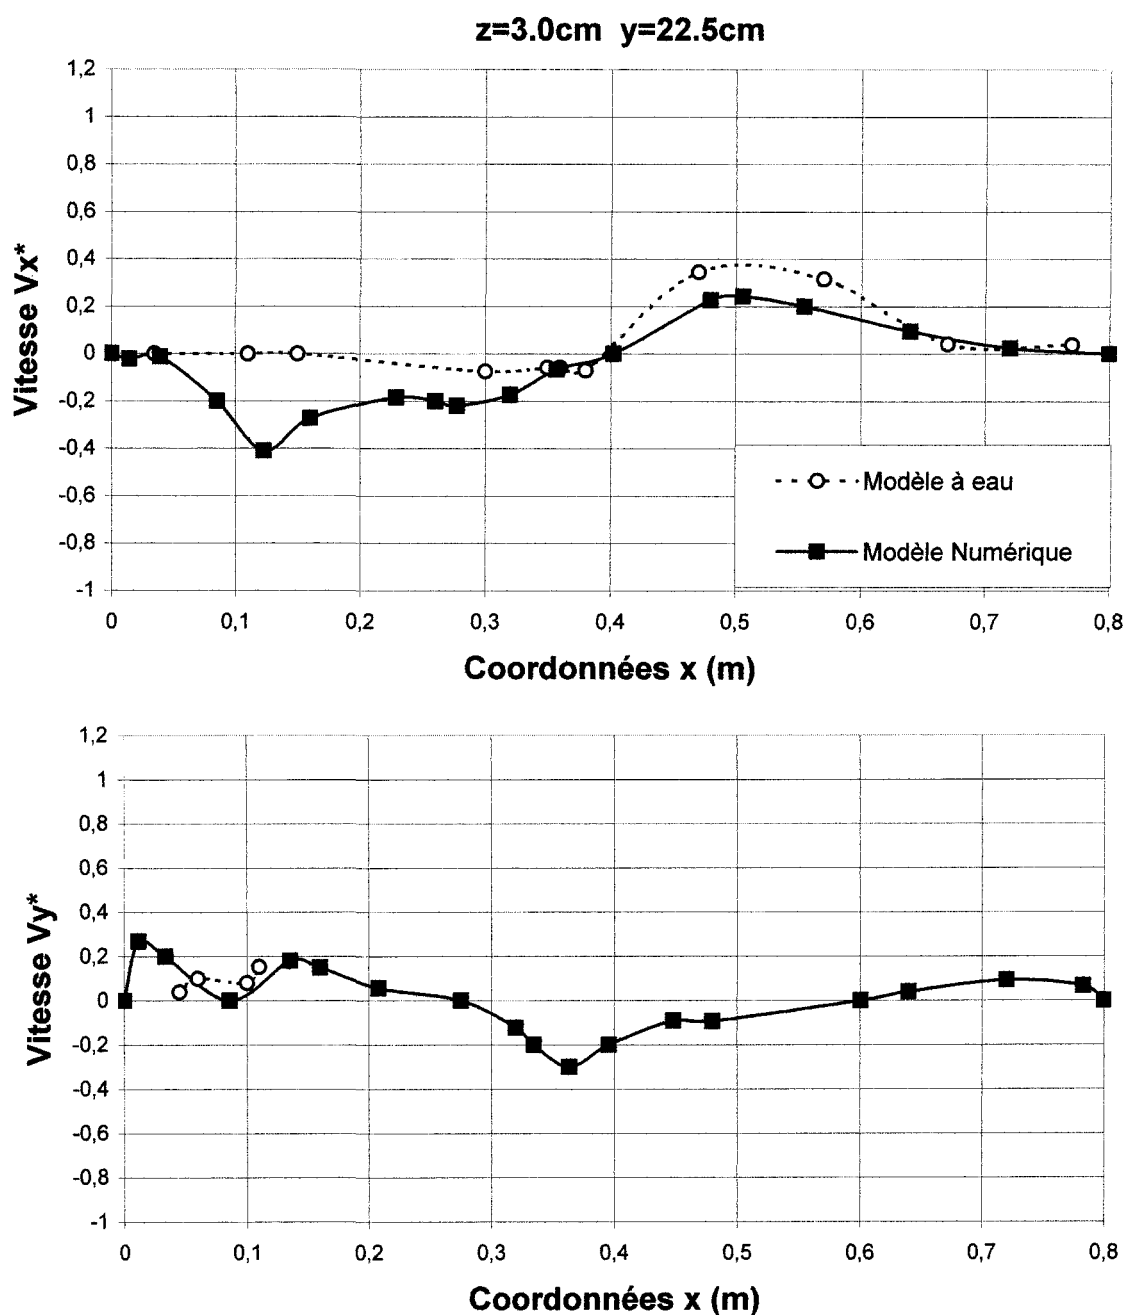 z=3.0cm y=22.5cm
1,2
1
0,8
0,6
0,4
0,2
0
-0,2
-0,4
-0,6
-0,8
-1
Vitesse Vx*
Modèle à eau
Modèle Numérique
0 0,1 0,2 0,3 0,4 0,5 0,6 0,7 0,8
Coordonnées x (m)
1,2
1
0,8
0,6
0,4
0,2
0
-0,2
-0,4
-0,6
-0,8
-1
Vitesse Vy*
0 0,1 0,2 0,3 0,4 0,5 0,6 0,7 0,8
Coordonnées x (m)